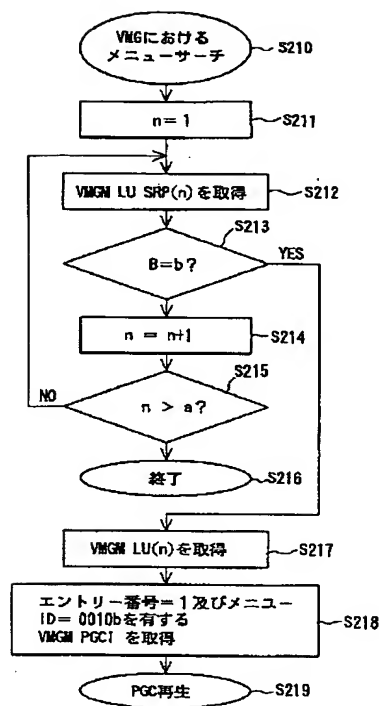 VMGにおける
メニューサーチ
S210
n= 1
S211
VMGM LU SRP(n)を取得
S212
S213
B=b?
YES
n = n+1
S214
S215
NO
n > a?
終了
S216
VMGM LU(n)を取得
S217
エントリー番号=1 及びメニュー
ID= 0010bを有する
VMGM PGCI を取得
S218
PGC再生
S219